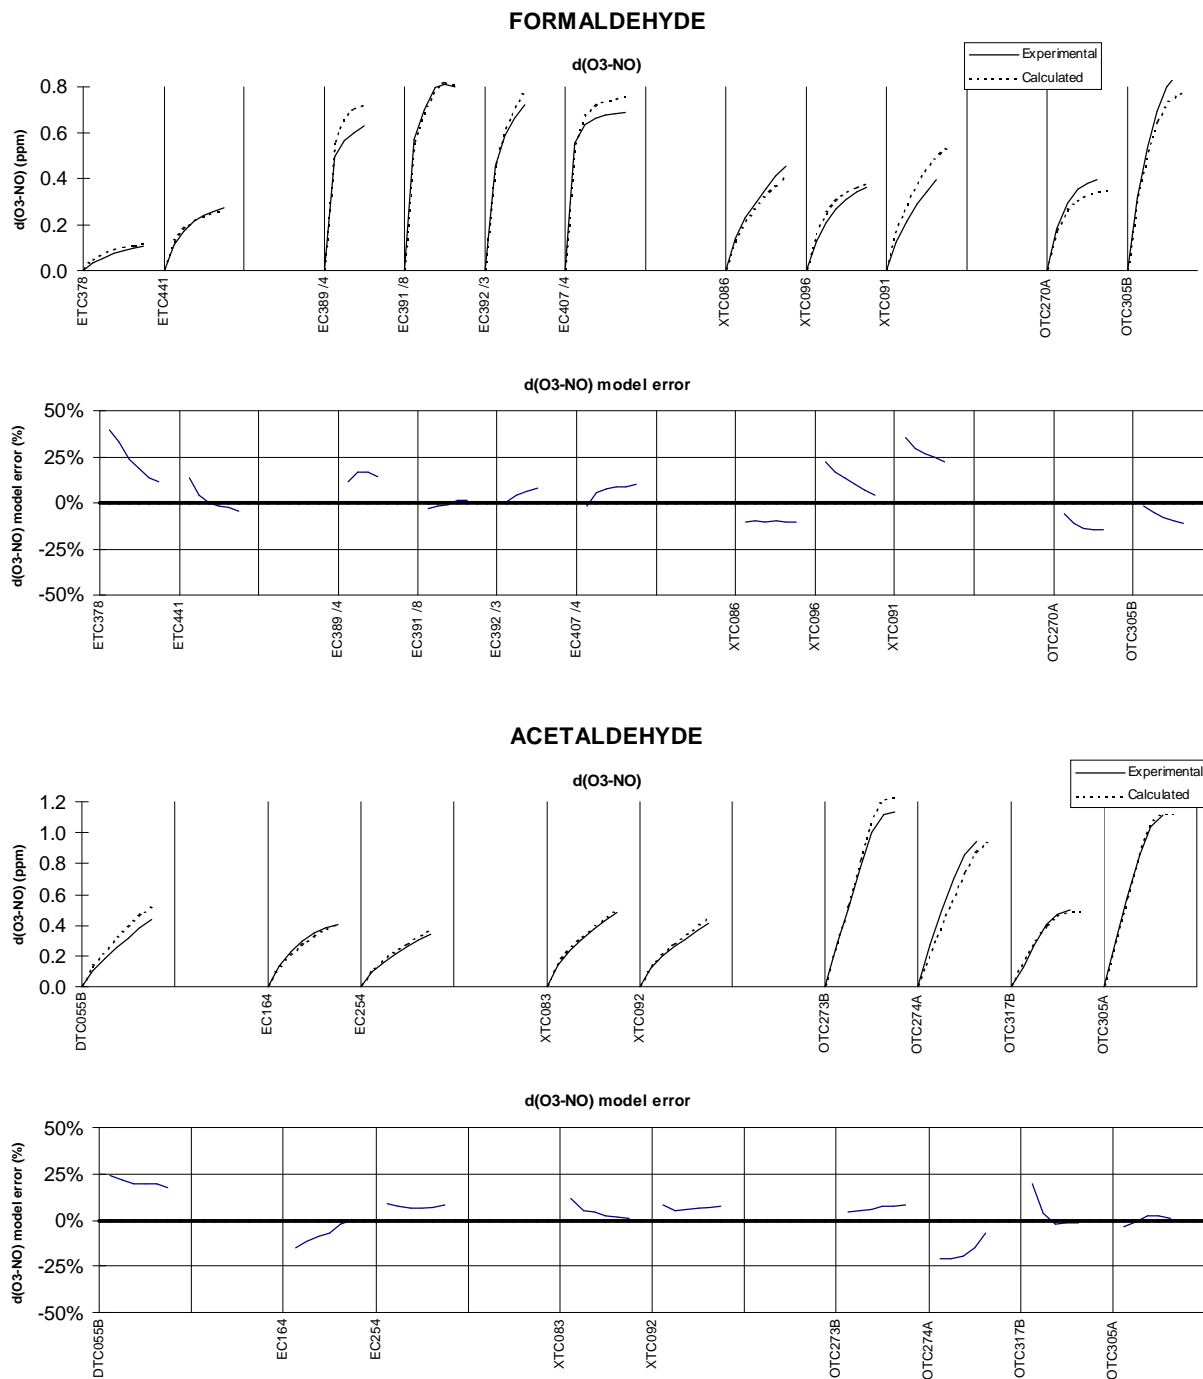 FORMALDEHYDE
d(O3-NO)
Experimental
Calculated
d(O3-NO) (ppm)
0.8
0.6
0.4
0.2
0.0
ETC378
ETC441
EC389 /4
EC391 /8
EC392 /3
EC407 /4
XTC086
XTC096
XTC091
OTC270A
OTC305B
d(O3-NO) model error
d(O3-NO) model error (%)
50%
25%
0%
-25%
-50%
ETC378
ETC441
EC389 /4
EC391 /8
EC392 /3
EC407 /4
XTC086
XTC096
XTC091
OTC270A
OTC305B
ACETALDEHYDE
d(O3-NO)
Experimental
Calculated
d(O3-NO) (ppm)
1.2
1.0
0.8
0.6
0.4
0.2
0.0
DTC055B
EC164
EC254
XTC083
XTC092
OTC273B
OTC274A
OTC317B
OTC305A
d(O3-NO) model error
d(O3-NO) model error (%)
50%
25%
0%
-25%
-50%
DTC055B
EC164
EC254
XTC083
XTC092
OTC273B
OTC274A
OTC317B
OTC305A